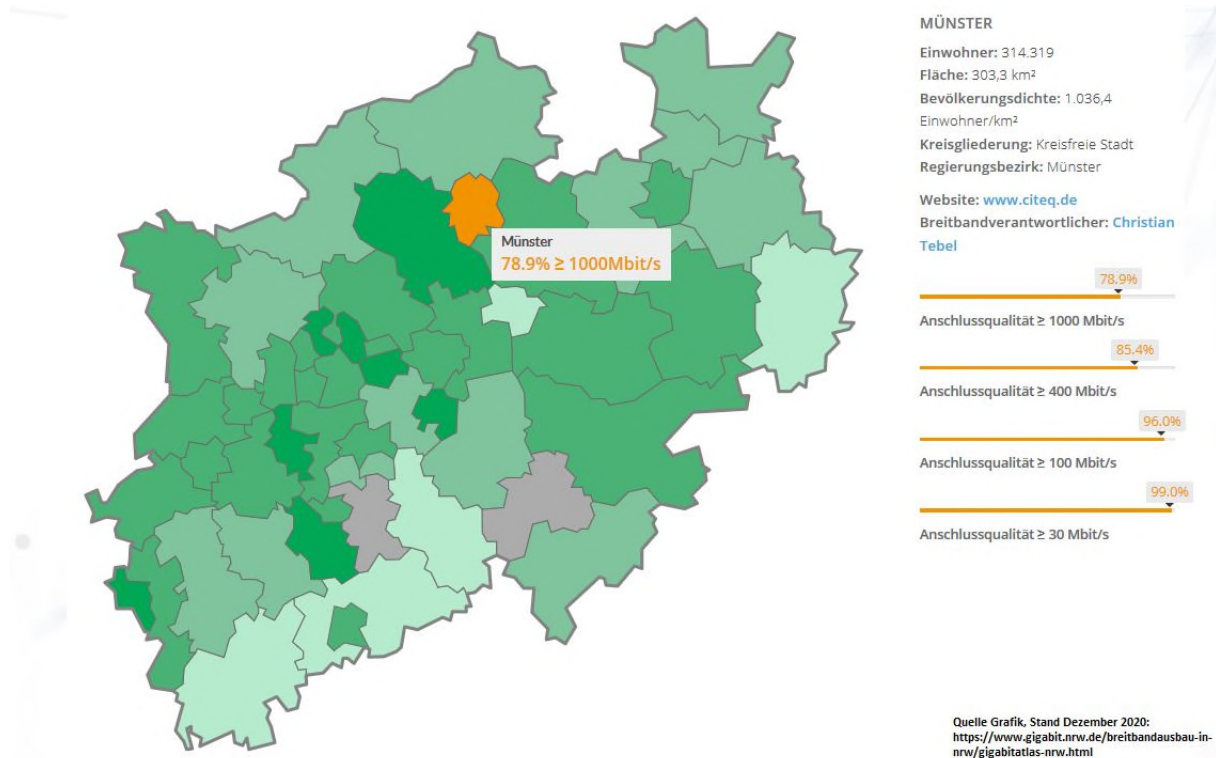 Münster
78.9% ≥ 1000Mbit/s
MÜNSTER
Einwohner: 314.319
Fläche: 303,3 km²
Bevölkerungsdichte: 1.036,4
Einwohner/km²
Kreisgliederung: Kreisfreie Stadt
Regierungsbezirk: Münster
Website: www.citeq.de
Breitbandverantwortlicher: Christian
Tebel
78.9%
Anschlussqualität ≥ 1000 Mbit/s
85.4%
Anschlussqualität ≥ 400 Mbit/s
96.0%
Anschlussqualität ≥ 100 Mbit/s
99.0%
Anschlussqualität ≥ 30 Mbit/s
Quelle Grafik, Stand Dezember 2020:
https://www.gigabit.nrw.de/breitbandausbau-in-
nrw/gigabitatlas-nrw.html